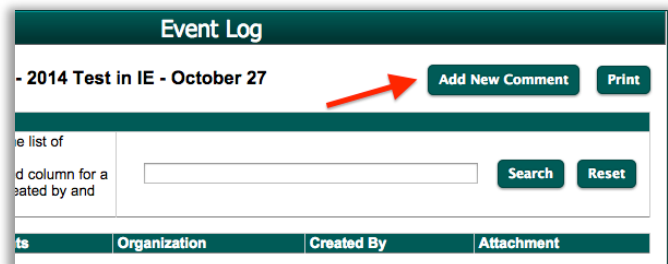 Event Log
- 2014 Test in IE - October 27
Add New Comment
Print
e list of
d column for a
eated by and
Search
Reset
ts
Organization
Created By
Attachment